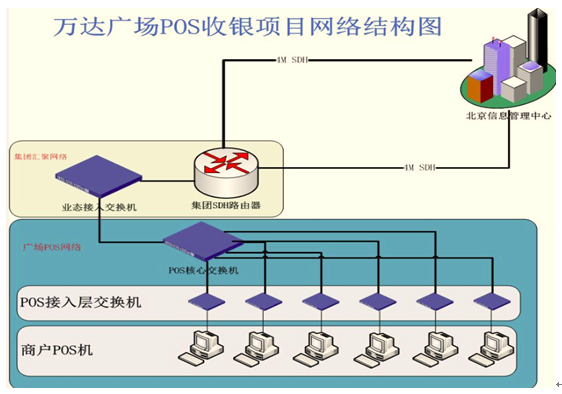 万达广场POS收银项目网络结构图
4M SDH
北京信息管理中心
集团汇聚网络
4M SDH
业态接入交换机
集团SDH路由器
广场POS网络
POS核心交换机
POS接入层交换机
商户POS机